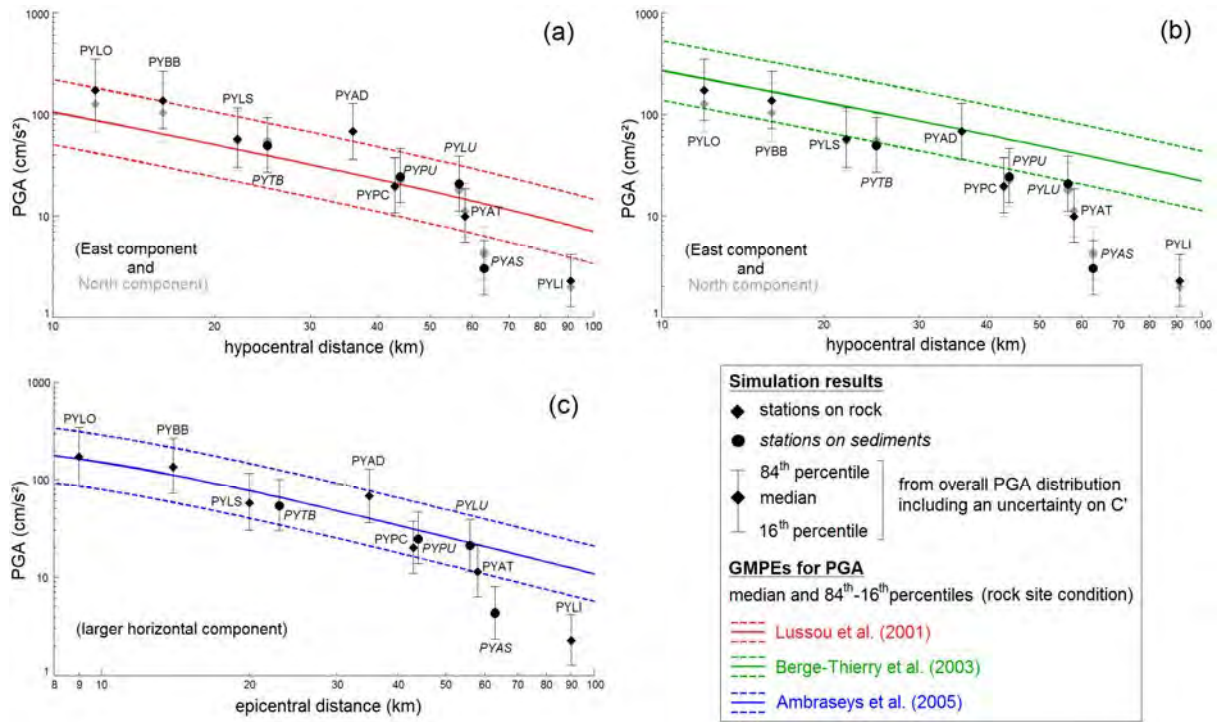 (a)
1000
100
10
1
PGA (cm/s²)
PYLO
PYBB
PYLS
PYTB
PYAD
PYPC
PYPU
PYLU
PYAT
PYAS
PYLI
(East component
and
North component)
10
20
30
40
50
60
70
80
100
hypocentral distance (km)
(b)
1000
100
10
1
PGA (cm/s²)
PYLO
PYBB
PYLS
PYTB
PYAD
PYPC
PYPU
PYLU
PYAT
PYAS
PYLI
(East component
and
North component)
10
20
30
40
50
60
70
80
100
hypocentral distance (km)
(c)
1000
100
10
1
PGA (cm/s²)
PYLO
PYBB
PYLS
PYTB
PYAD
PYPC
PYPU
PYLU
PYAT
PYAS
PYLI
(larger horizontal component)
8
9
10
20
30
40
50
60
70
80
100
epicentral distance (km)
Simulation results
stations on rock
stations on sediments
84th percentile
median
16th percentile
from overall PGA distribution
including an uncertainty on C'
GMPEs for PGA
median and 84th-16th percentiles (rock site condition)
Lussou et al. (2001)
Berge-Thierry et al. (2003)
Ambraseys et al. (2005)